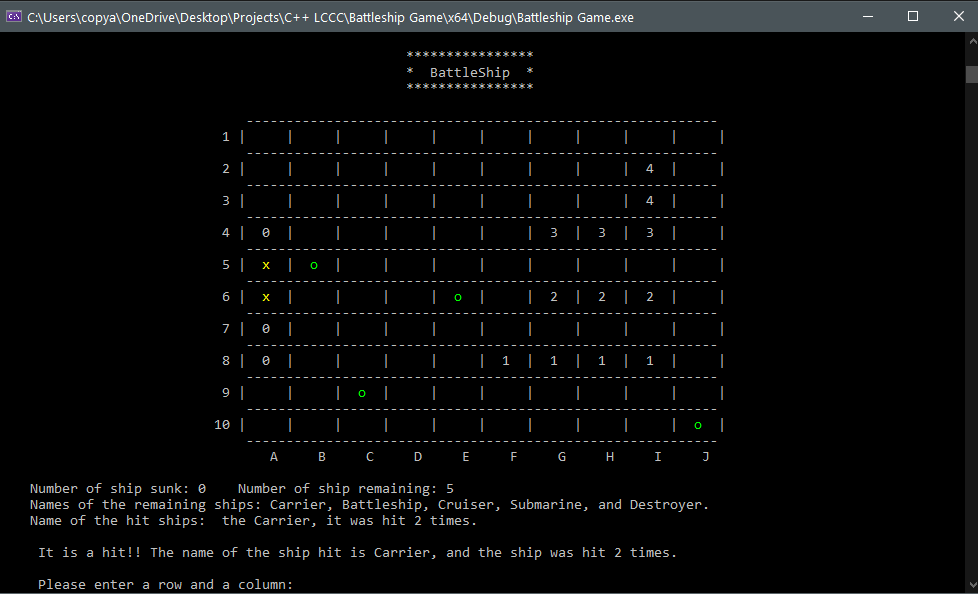 C:\Users\copya\OneDrive\Desktop\Projects\C++ LCCC\Battleship Game\x64\Debug\Battleship Game.exe
****************
*  BattleShip  *
****************
-----------------------------------------------------------
1 |     |     |     |     |     |     |     |     |     |     |
-----------------------------------------------------------
2 |     |     |     |     |     |     |     |     |  4  |     |
-----------------------------------------------------------
3 |     |     |     |     |     |     |     |     |  4  |     |
-----------------------------------------------------------
4 |  0  |     |     |     |     |     |  3  |  3  |  3  |     |
-----------------------------------------------------------
5 |  x  |  o  |     |     |     |     |     |     |     |     |
-----------------------------------------------------------
6 |  x  |     |     |     |  o  |     |  2  |  2  |  2  |     |
-----------------------------------------------------------
7 |  0  |     |     |     |     |     |     |     |     |     |
-----------------------------------------------------------
8 |  0  |     |     |     |     |  1  |  1  |  1  |  1  |     |
-----------------------------------------------------------
9 |     |     |  o  |     |     |     |     |     |     |     |
-----------------------------------------------------------
10 |     |     |     |     |     |     |     |     |     |  o  |
-----------------------------------------------------------
A     B     C     D     E     F     G     H     I     J
Number of ship sunk: 0    Number of ship remaining: 5
Names of the remaining ships: Carrier, Battleship, Cruiser, Submarine, and Destroyer.
Name of the hit ships:  the Carrier, it was hit 2 times.
It is a hit!! The name of the ship hit is Carrier, and the ship was hit 2 times.
Please enter a row and a column: